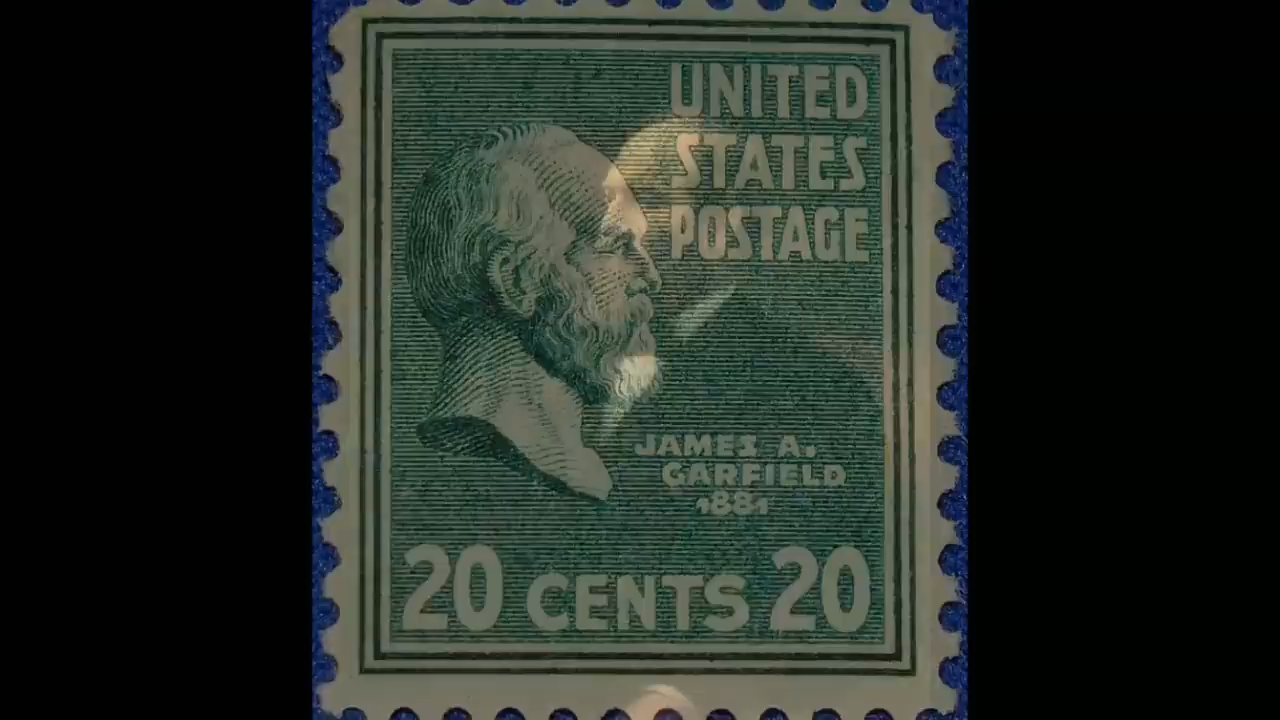 UNITED
STATES
POSTAGE
JAMES A.
GARFIELD
1881
20 CENTS 20